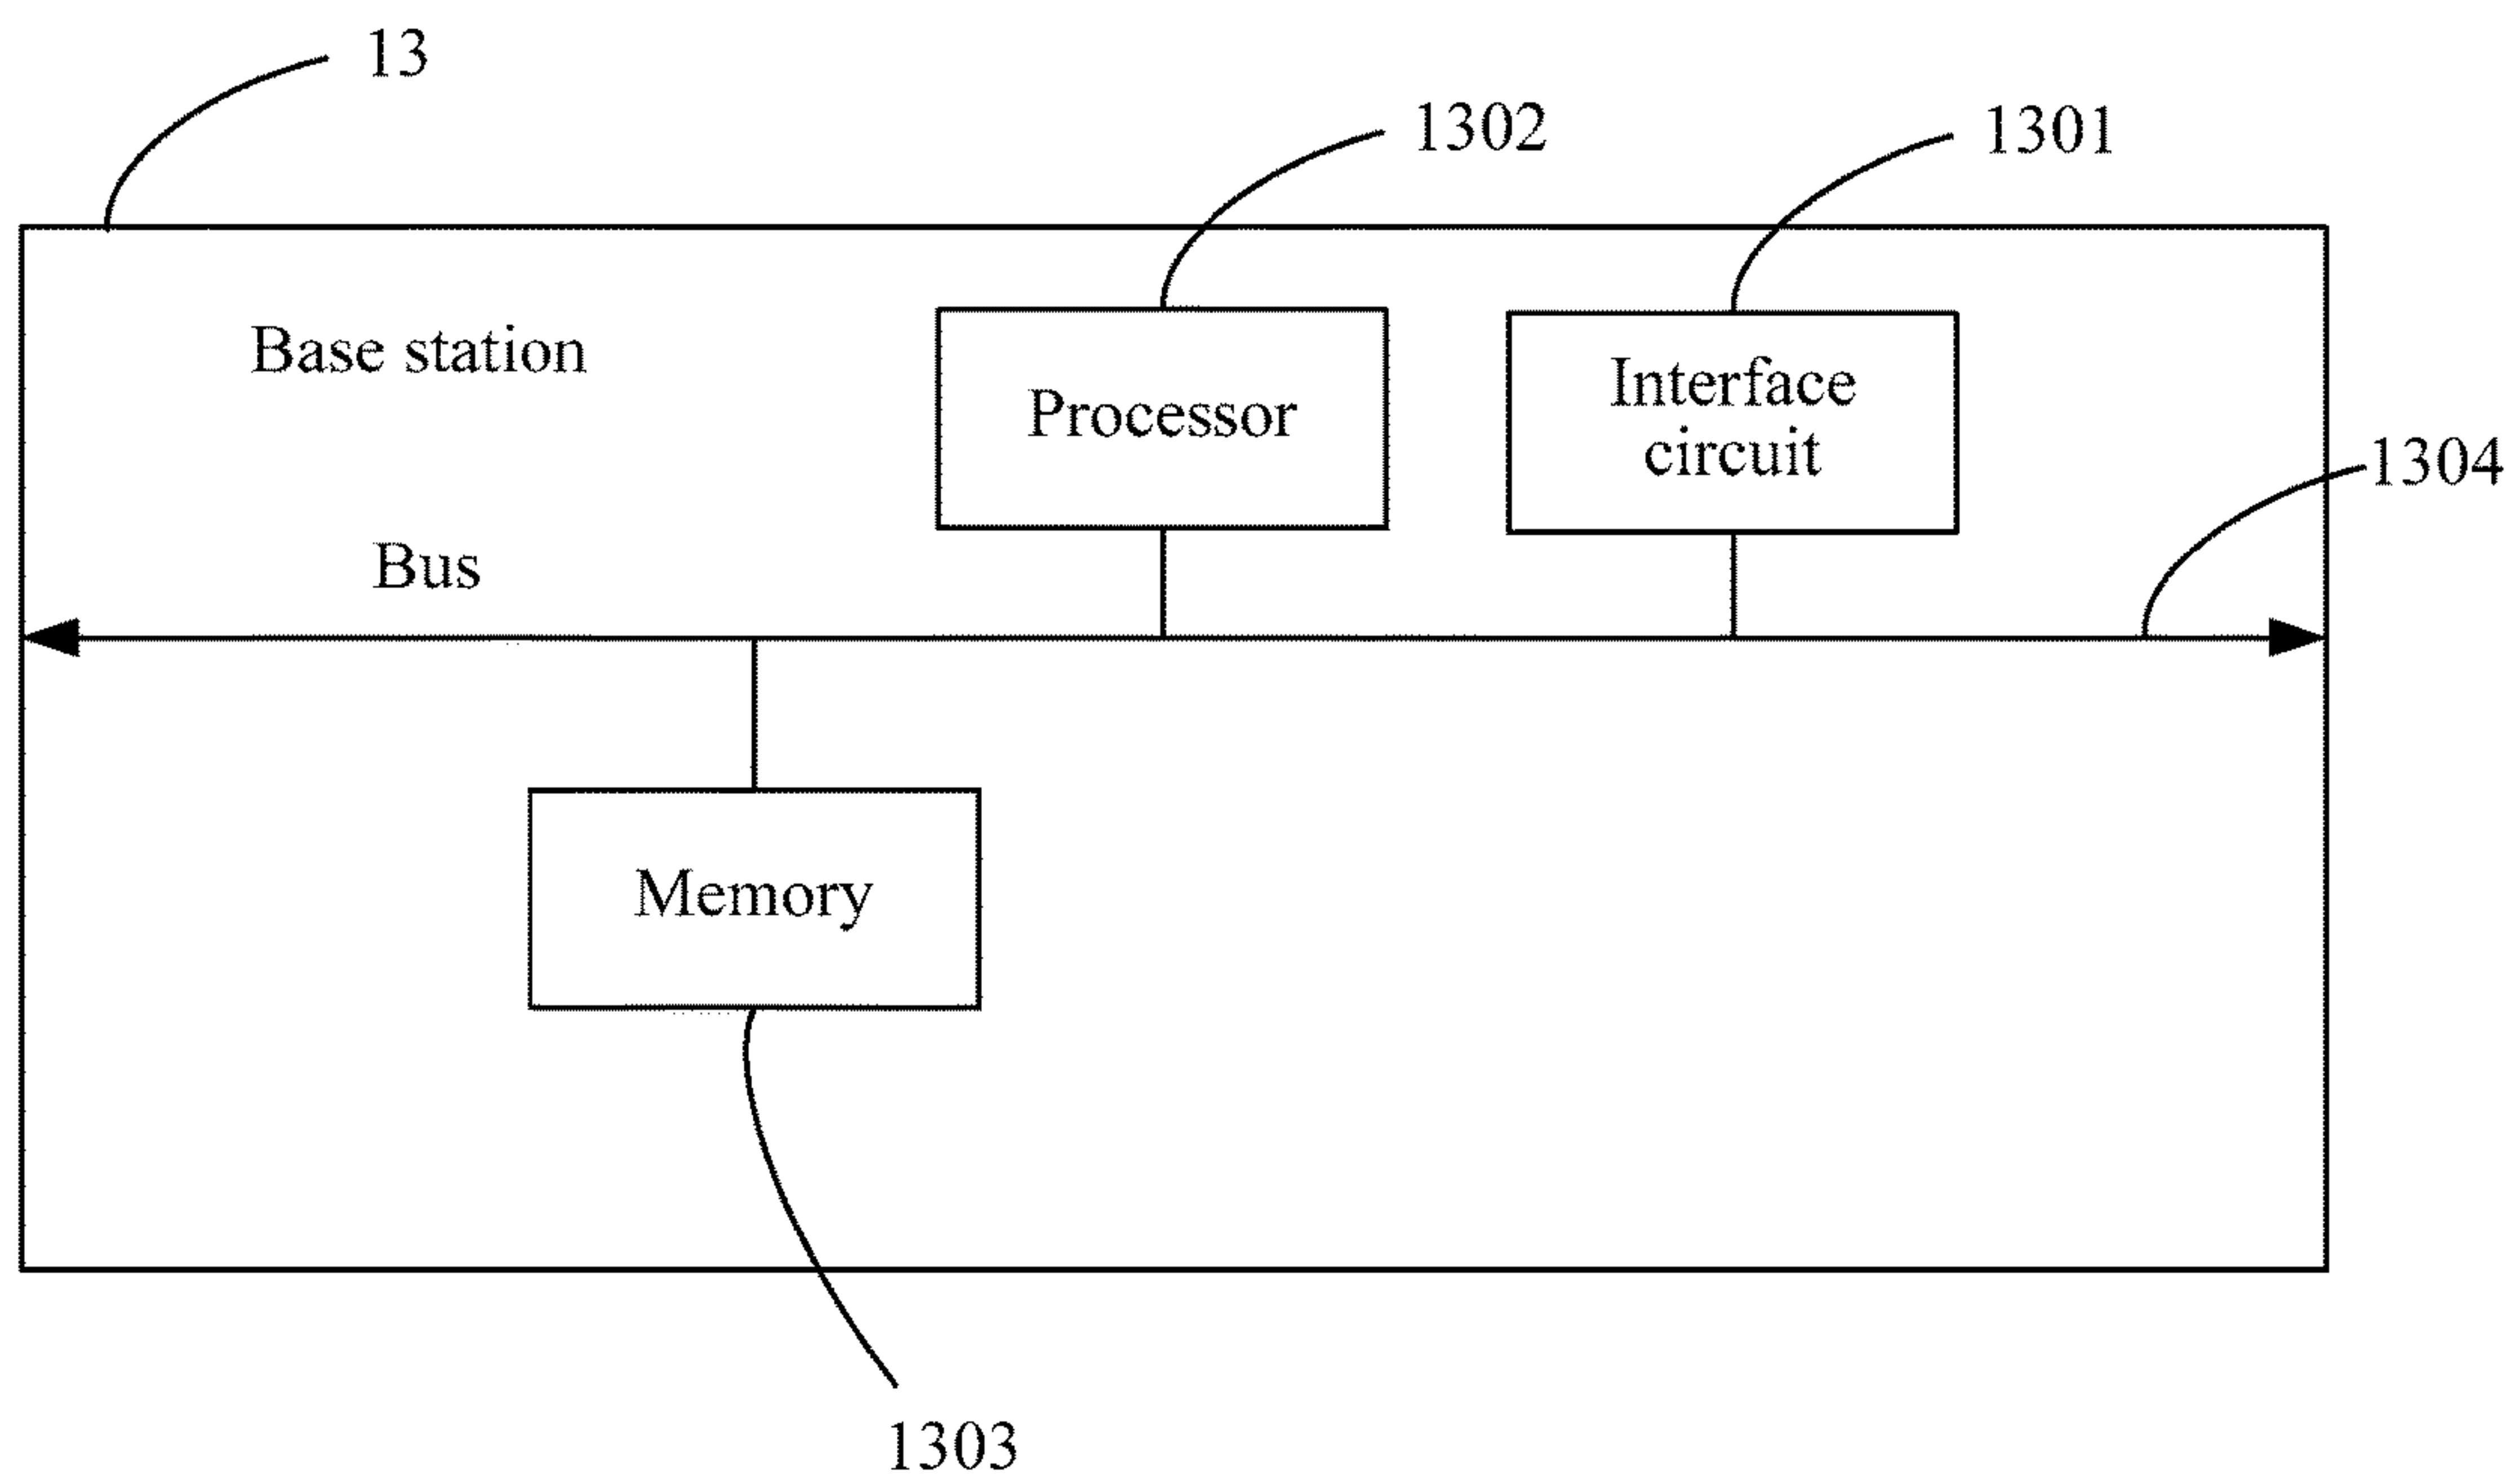 13
1302
1301
Base station
Processor
Interface
circuit
1304
Bus
Memory
1303